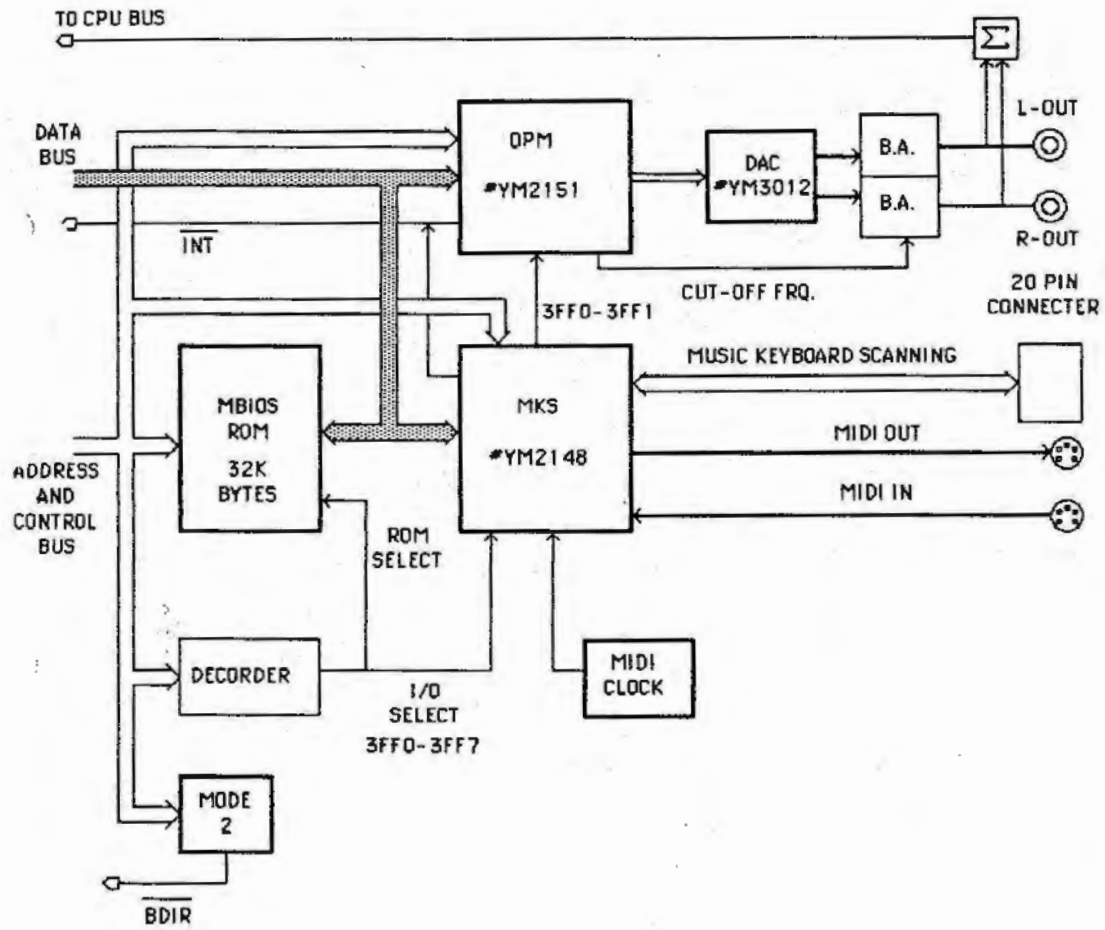 TO CPU BUS
Σ
DATA
BUS
OPM
#YM2151
DAC
#YM3012
B.A.
B.A.
L-OUT
R-OUT
INT
CUT-OFF FRQ.
3FF0-3FF1
20 PIN
CONNECTER
MBIOS
ROM
32K
BYTES
MKS
#YM2148
MUSIC KEYBOARD SCANNING
MIDI OUT
MIDI IN
ADDRESS
AND
CONTROL
BUS
ROM
SELECT
DECORDER
I/O
SELECT
3FF0-3FF7
MIDI
CLOCK
MODE
2
BDIR